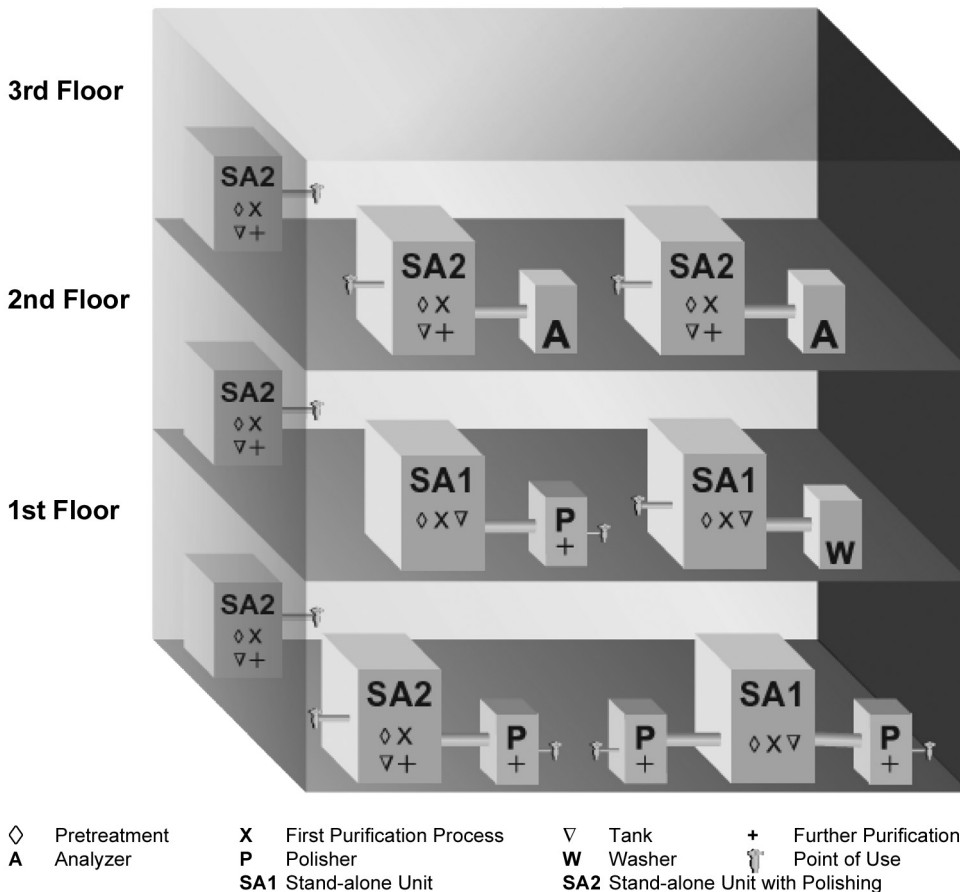 3rd Floor
SA2
◊ X
▽ +
SA2
◊ X
▽ +
A
SA2
◊ X
▽ +
A
2nd Floor
SA2
◊ X
▽ +
SA1
◊ X ▽
P
+
SA1
◊ X ▽
W
1st Floor
SA2
◊ X
▽ +
SA2
◊ X
▽ +
P
+
P
+
SA1
◊ X ▽
P
+
◊ Pretreatment X First Purification Process ▽ Tank + Further Purification
A Analyzer P Polisher W Washer Point of Use
SA1 Stand-alone Unit SA2 Stand-alone Unit with Polishing